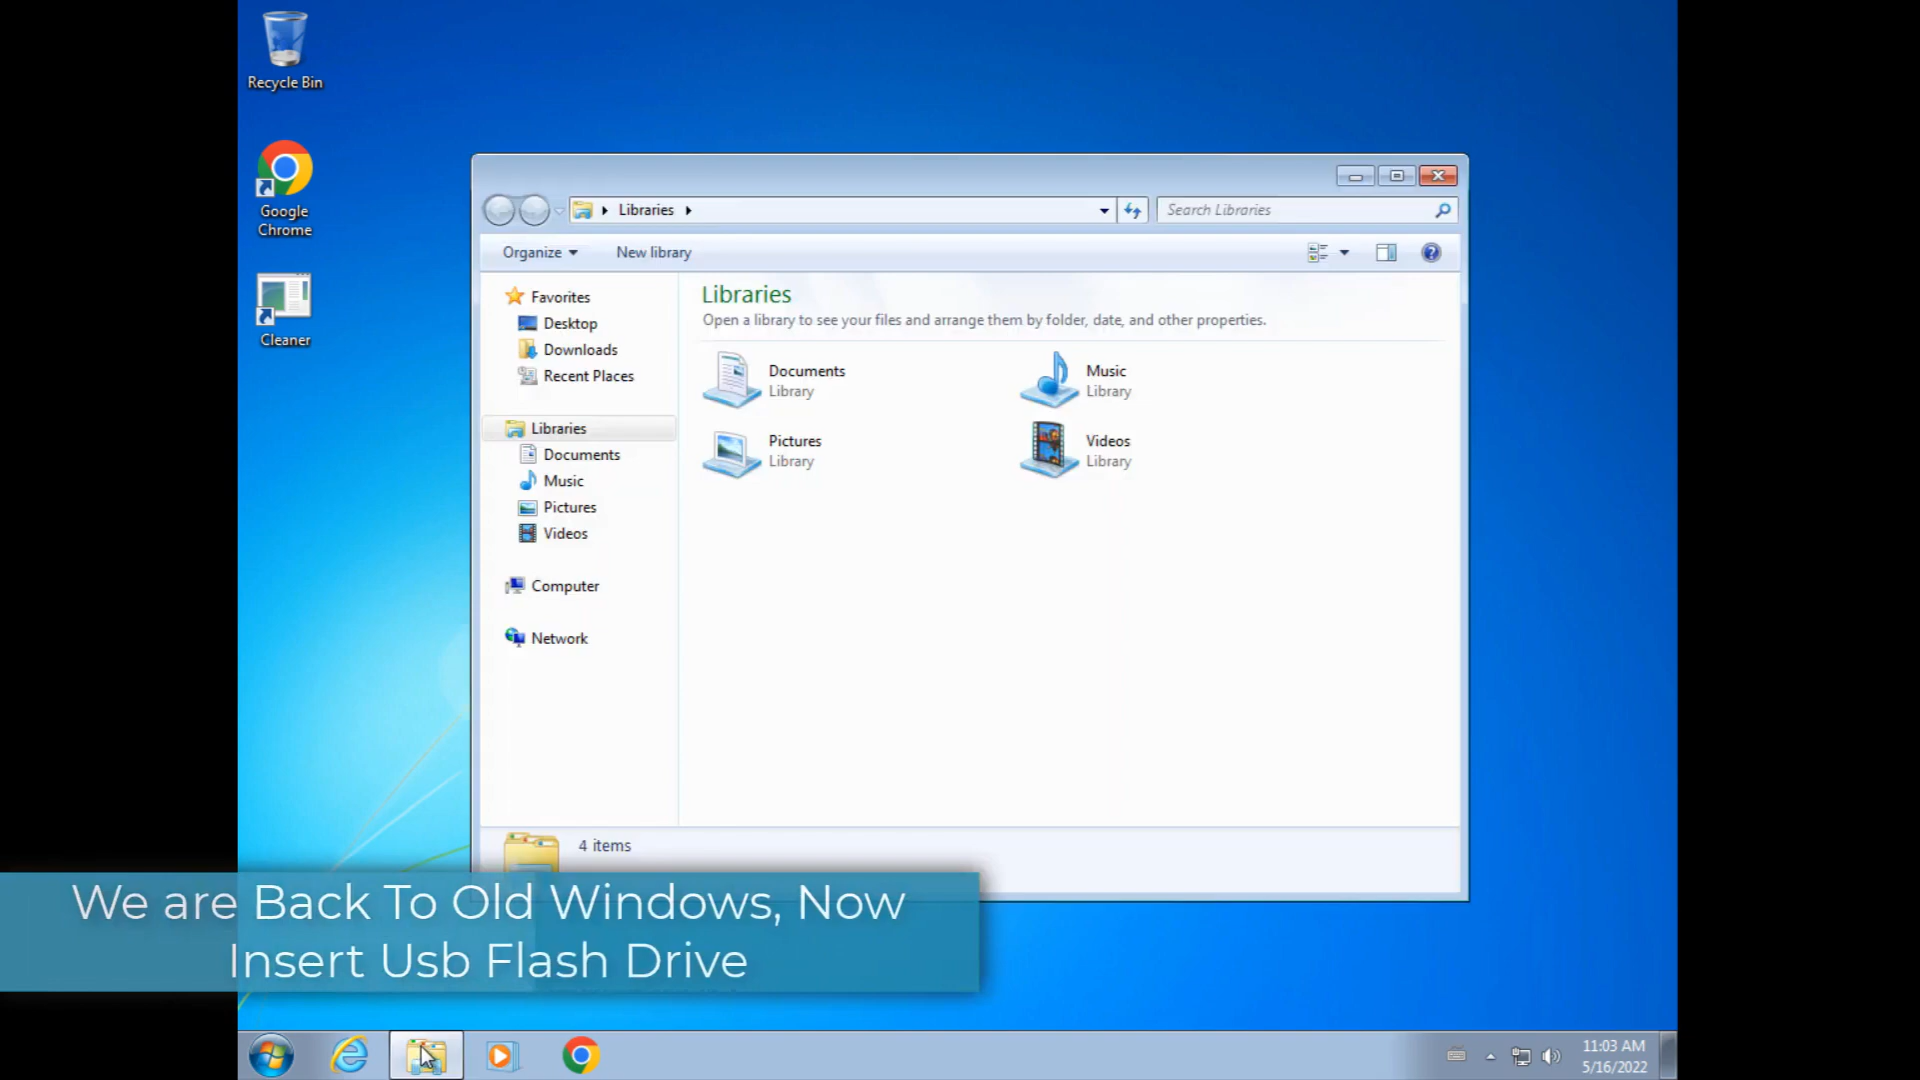 Recycle Bin
Google
Chrome
Cleaner
Libraries
Search Libraries
Organize
New library
Favorites
Desktop
Downloads
Recent Places
Libraries
Documents
Music
Pictures
Videos
Computer
Network
Libraries
Open a library to see your files and arrange them by folder, date, and other properties.
Documents
Library
Music
Library
Pictures
Library
Videos
Library
4 items
We are Back To Old Windows, Now
Insert Usb Flash Drive
11:03 AM
5/16/2022